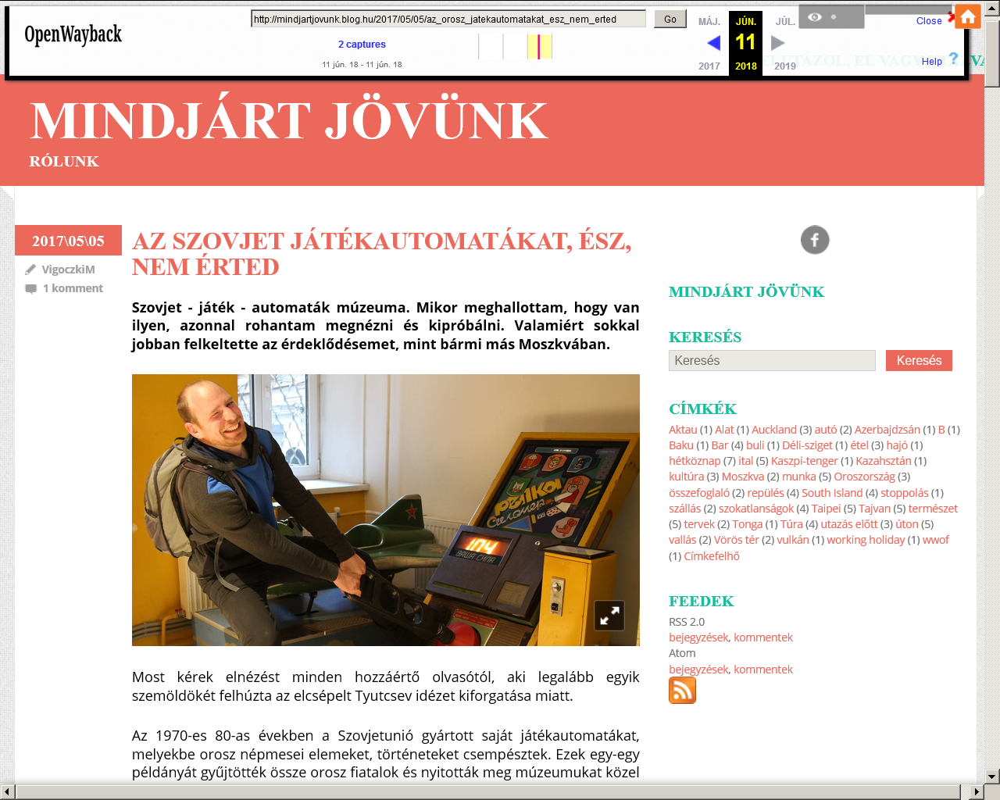 OpenWayback
http://mindjartjovunk.blog.hu/2017/05/05/az_orosz_jatekautomatakat_esz_nem_erted
Go
2 captures
11 jún. 18 - 11 jún. 18
MÁJ. JÚN. JÚL.
11
2017 2018 2019
Close
Help
MINDJÁRT JÖVÜNK
RÓLUNK
2017\05\05
VigoczkiM
1 komment
AZ SZOVJET JÁTÉKAUTOMATÁKAT, ÉSZ,
NEM ÉRTED
Szovjet - játék - automaták múzeuma. Mikor meghallottam, hogy van
ilyen, azonnal rohantam megnézni és kipróbálni. Valamiért sokkal
jobban felkeltette az érdeklődésemet, mint bármi más Moszkvában.
104
ВАША СИЛА
Most kérek elnézést minden hozzáértő olvasótól, aki legalább egyik
szemöldökét felhúzta az elcsépelt Tyutcsev idézet kiforgatása miatt.
Az 1970-es 80-as években a Szovjetunió gyártott saját játékautomatákat,
melyekbe orosz népmesei elemeket, történeteket csempésztek. Ezek egy-egy
példányát gyűjtötték össze orosz fiatalok és nyitották meg múzeumukat közel
MINDJÁRT JÖVÜNK
KERESÉS
Keresés Keresés
CÍMKÉK
Aktau (1) Alat (1) Auckland (3) autó (2) Azerbajdzsán (1) B (1)
Baku (1) Bar (4) buli (1) Déli-sziget (1) étel (3) hajó (1)
hétköznap (7) ital (5) Kaszpi-tenger (1) Kazahsztán (1)
kultúra (3) Moszkva (2) munka (5) Oroszország (3)
összefoglaló (2) repülés (4) South Island (4) stoppolás (1)
szállás (2) szokatlanságok (4) Taipei (5) Tajvan (5) természet
(5) tervek (2) Tonga (1) Túra (4) utazás előtt (3) úton (5)
vallás (2) Vörös tér (2) vulkán (1) working holiday (1) wwof
(1) Címkefelhő
FEEDEK
RSS 2.0
bejegyzések, kommentek
Atom
bejegyzések, kommentek